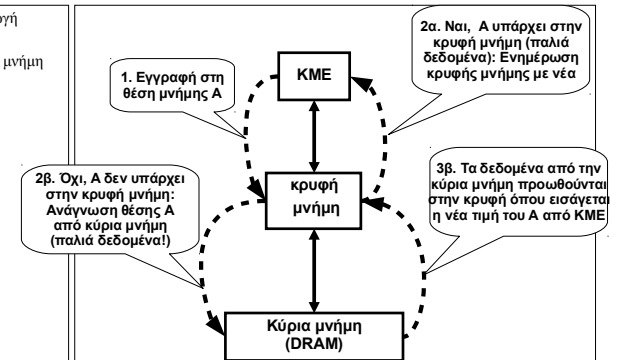 μνήμη
1. Εγγραφή στη
θέση μνήμης Α
ΚΜΕ
2α. Ναι, Α υπάρχει στην
κρυφή μνήμη (παλιά
δεδομένα): Ενημέρωση
κρυφής μνήμης με νέα
2β. Όχι, Α δεν υπάρχει
στην κρυφή μνήμη:
Ανάγνωση θέσης Α
από κύρια μνήμη
(παλιά δεδομένα!)
κρυφή
μνήμη
3β. Τα δεδομένα από την
κύρια μνήμη προωθούνται
στην κρυφή όπου εισάγεται
η νέα τιμή του Α από ΚΜΕ
Κύρια μνήμη
(DRAM)